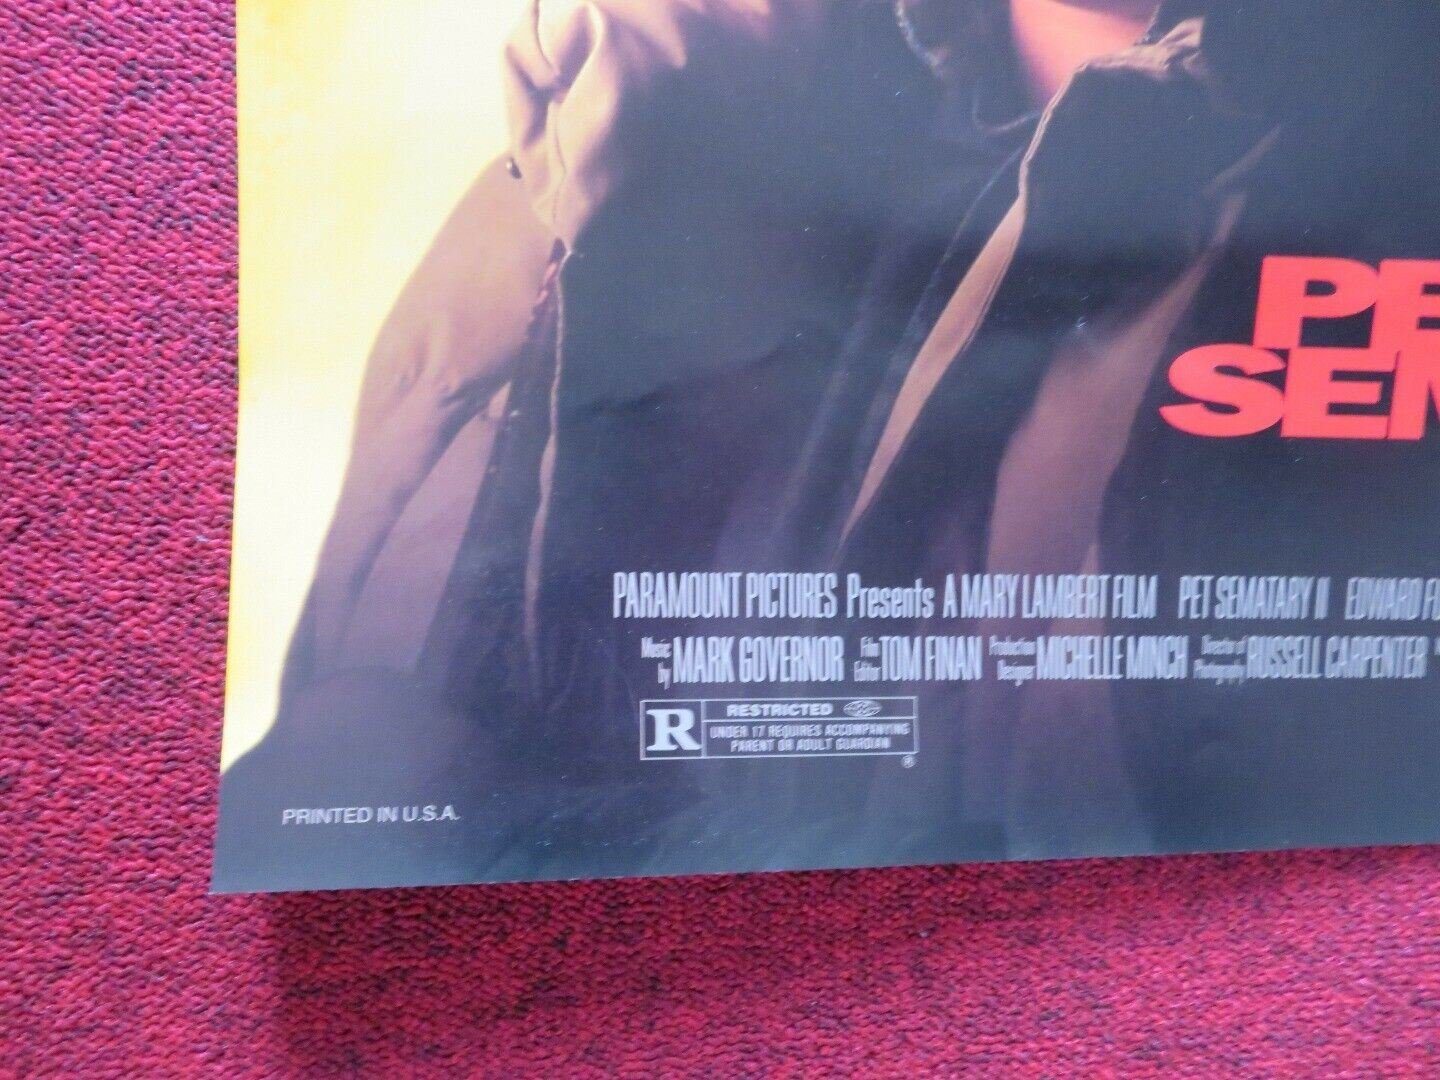 PE
SEM
PARAMOUNT PICTURES Presents A MARY LAMBERT FILM PET SEMATARY II EDWARD F
Music by MARK GOVERNOR Film Editor TOM FINAN Production Designer MICHELLE MINCH Director of Photography RUSSELL CARPENTER
R
RESTRICTED
UNDER 17 REQUIRES ACCOMPANYING
PARENT OR ADULT GUARDIAN
®
PRINTED IN U.S.A.